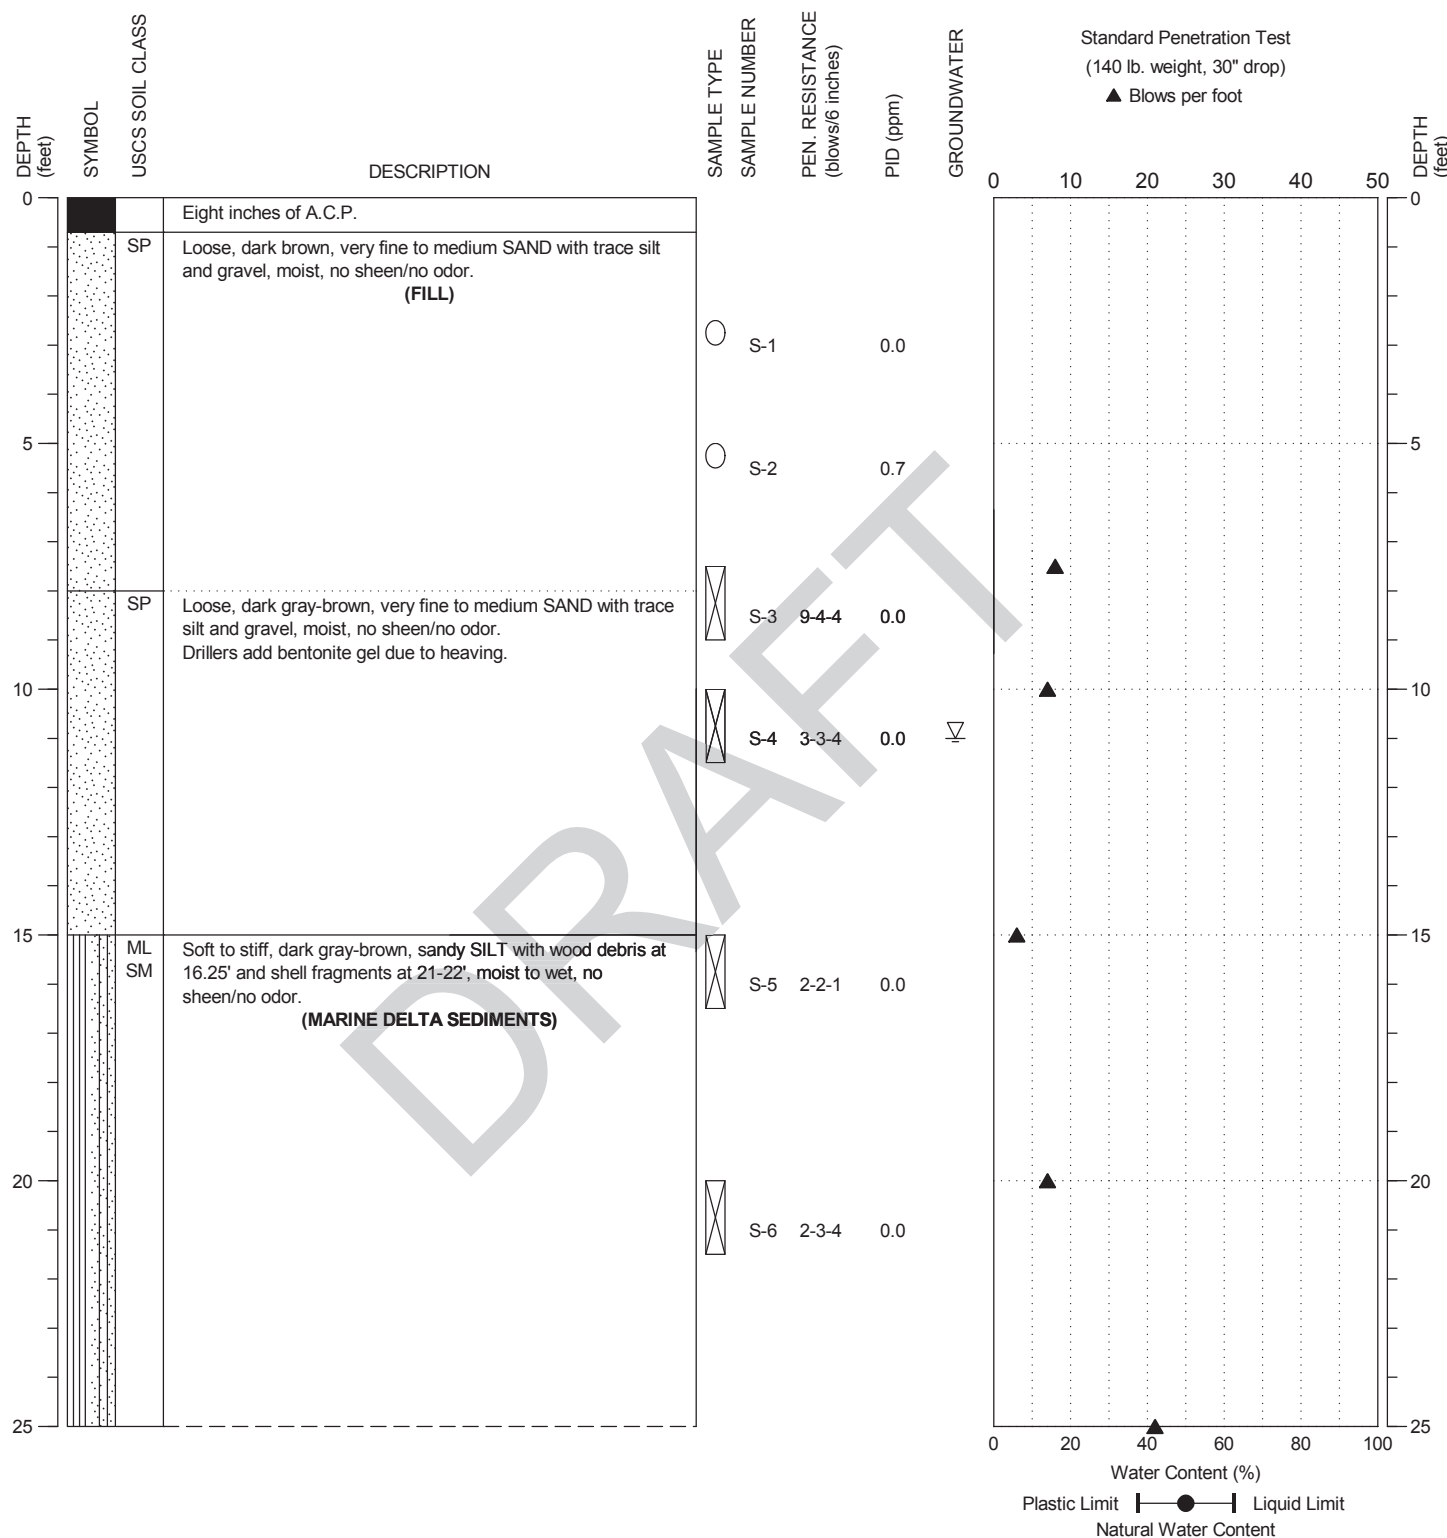 DEPTH
(feet)
SYMBOL
USCS SOIL CLASS
DESCRIPTION
SAMPLE TYPE
SAMPLE NUMBER
PEN. RESISTANCE
(blows/6 inches)
PID (ppm)
GROUNDWATER
Standard Penetration Test
(140 lb. weight, 30" drop)
▲ Blows per foot
DEPTH
(feet)
0 10 20 30 40 50
0 0
Eight inches of A.C.P.
SP Loose, dark brown, very fine to medium SAND with trace silt
and gravel, moist, no sheen/no odor.
(FILL)
S-1 0.0
5 5
S-2 0.7
SP Loose, dark gray-brown, very fine to medium SAND with trace
silt and gravel, moist, no sheen/no odor.
Drillers add bentonite gel due to heaving.
S-3 9-4-4 0.0
10 10
S-4 3-3-4 0.0
15 15
ML Soft to stiff, dark gray-brown, sandy SILT with wood debris at
SM 16.25' and shell fragments at 21-22', moist to wet, no
sheen/no odor.
(MARINE DELTA SEDIMENTS)
S-5 2-2-1 0.0
20 20
S-6 2-3-4 0.0
25 25
0 20 40 60 80 100
Water Content (%)
Plastic Limit Liquid Limit
Natural Water Content
DRAFT